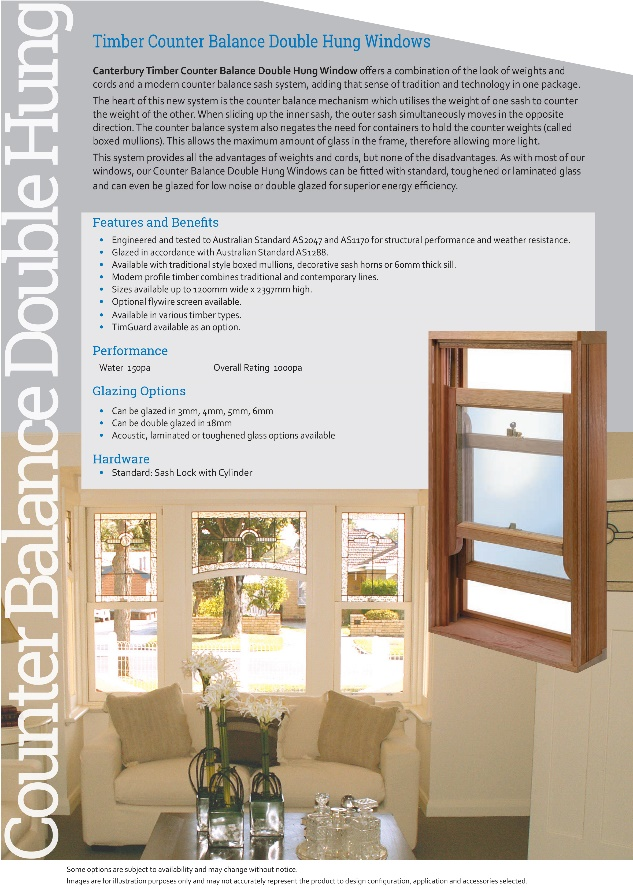 Counter Balance Double Hung
Timber Counter Balance Double Hung Windows
Canterbury Timber Counter Balance Double Hung Window offers a combination of the look of weights and
cords and a modern counter balance sash system, adding that sense of tradition and technology in one package.
The heart of this new system is the counter balance mechanism which utilises the weight of one sash to counter
the weight of the other. When sliding up the inner sash, the outer sash simultaneously moves in the opposite
direction. The counter balance system also negates the need for containers to hold the counter weights (called
boxed mullions). This allows the maximum amount of glass in the frame, therefore allowing more light.
This system provides all the advantages of weights and cords, but none of the disadvantages. As with most of our
windows, our Counter Balance Double Hung Windows can be fitted with standard, toughened or laminated glass
and can even be glazed for low noise or double glazed for superior energy efficiency.
Features and Benefits
• Engineered and tested to Australian Standard AS2047 and AS1170 for structural performance and weather resistance.
• Glazed in accordance with Australian Standard AS1288.
• Available with traditional style boxed mullions, decorative sash horns or 60mm thick sill.
• Modern profile timber combines traditional and contemporary lines.
• Sizes available up to 1200mm wide x 2397mm high.
• Optional flywire screen available.
• Available in various timber types.
• TimGuard available as an option.
Performance
Water 150pa Overall Rating 1000pa
Glazing Options
• Can be glazed in 3mm, 4mm, 5mm, 6mm
• Can be double glazed in 18mm
• Acoustic, laminated or toughened glass options available
Hardware
• Standard: Sash Lock with Cylinder
Some options are subject to availability and may change without notice.
Images are for illustration purposes only and may not accurately represent the product to design configuration, application and accessories selected.